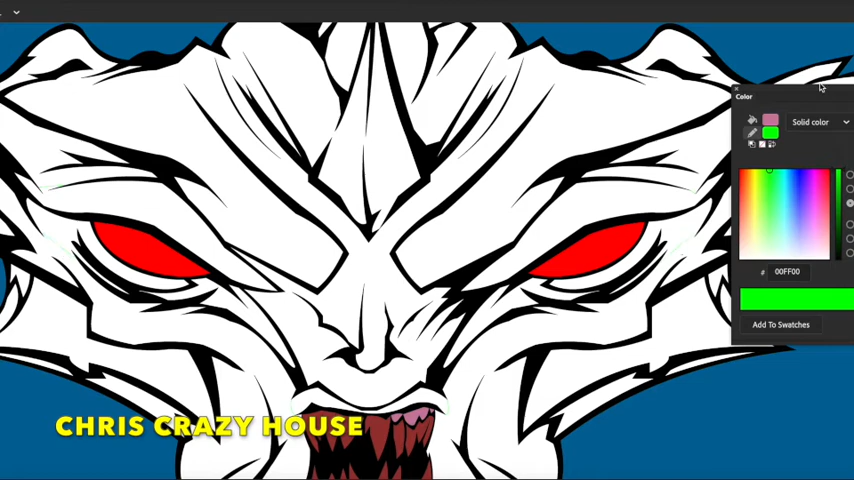 Color
Solid color
# 00FF00
Add To Swatches
CHRIS CRAZY HOUSE